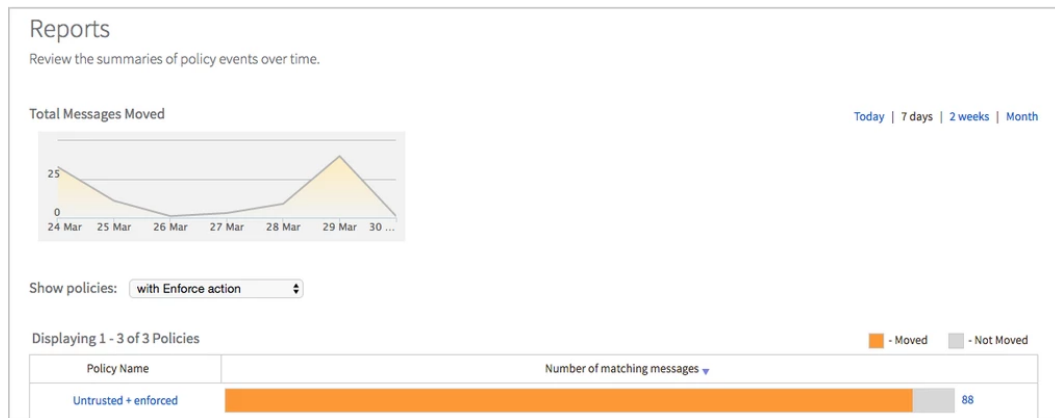 Reports
Review the summaries of policy events over time.
Total Messages Moved
Today | 7 days | 2 weeks | Month
25
0
24 Mar 25 Mar 26 Mar 27 Mar 28 Mar 29 Mar 30 ...
Show policies: with Enforce action
Displaying 1 - 3 of 3 Policies
- Moved - Not Moved
Policy Name Number of matching messages
Untrusted + enforced 88